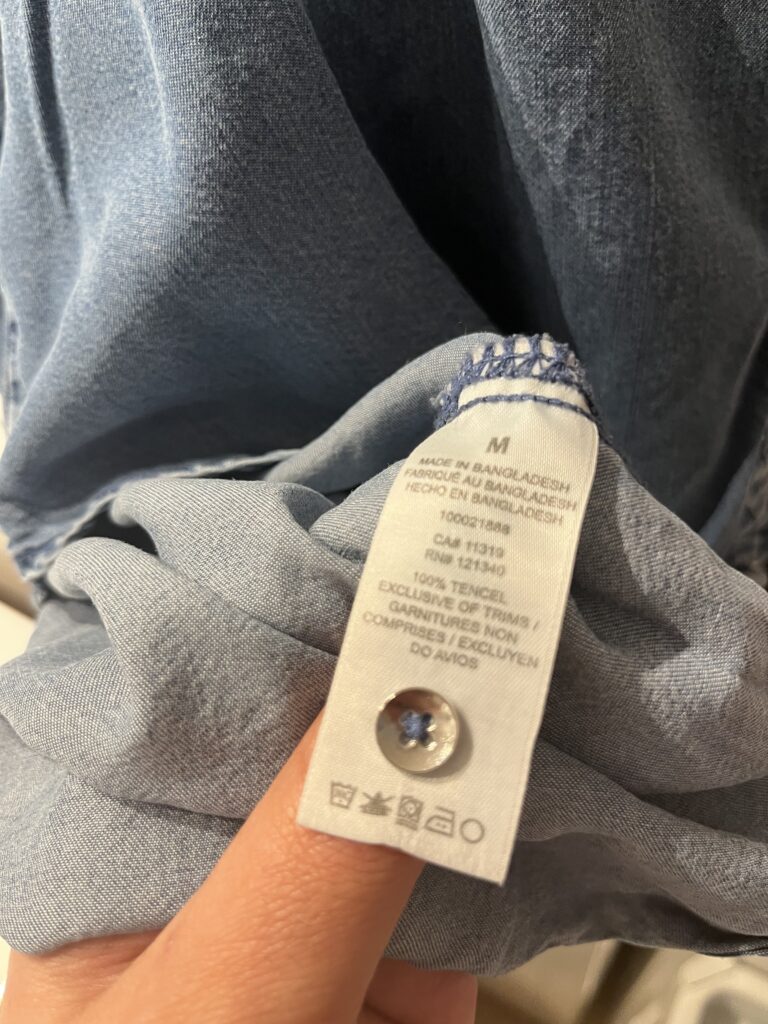 M
MADE IN BANGLADESH
FABRIQUÉ AU BANGLADESH
HECHO EN BANGLADESH
100021888
CA# 11319
RN# 121340
100% TENCEL
EXCLUSIVE OF TRIMS /
GARNITURES NON
COMPRISES / EXCLUYEN
DO AVIOS